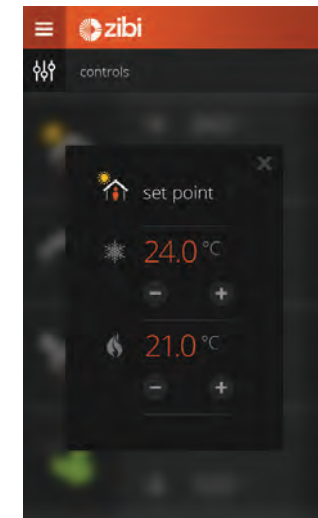 zibi
controls
x
set point
24.0 °C
- +
21.0 °C
- +